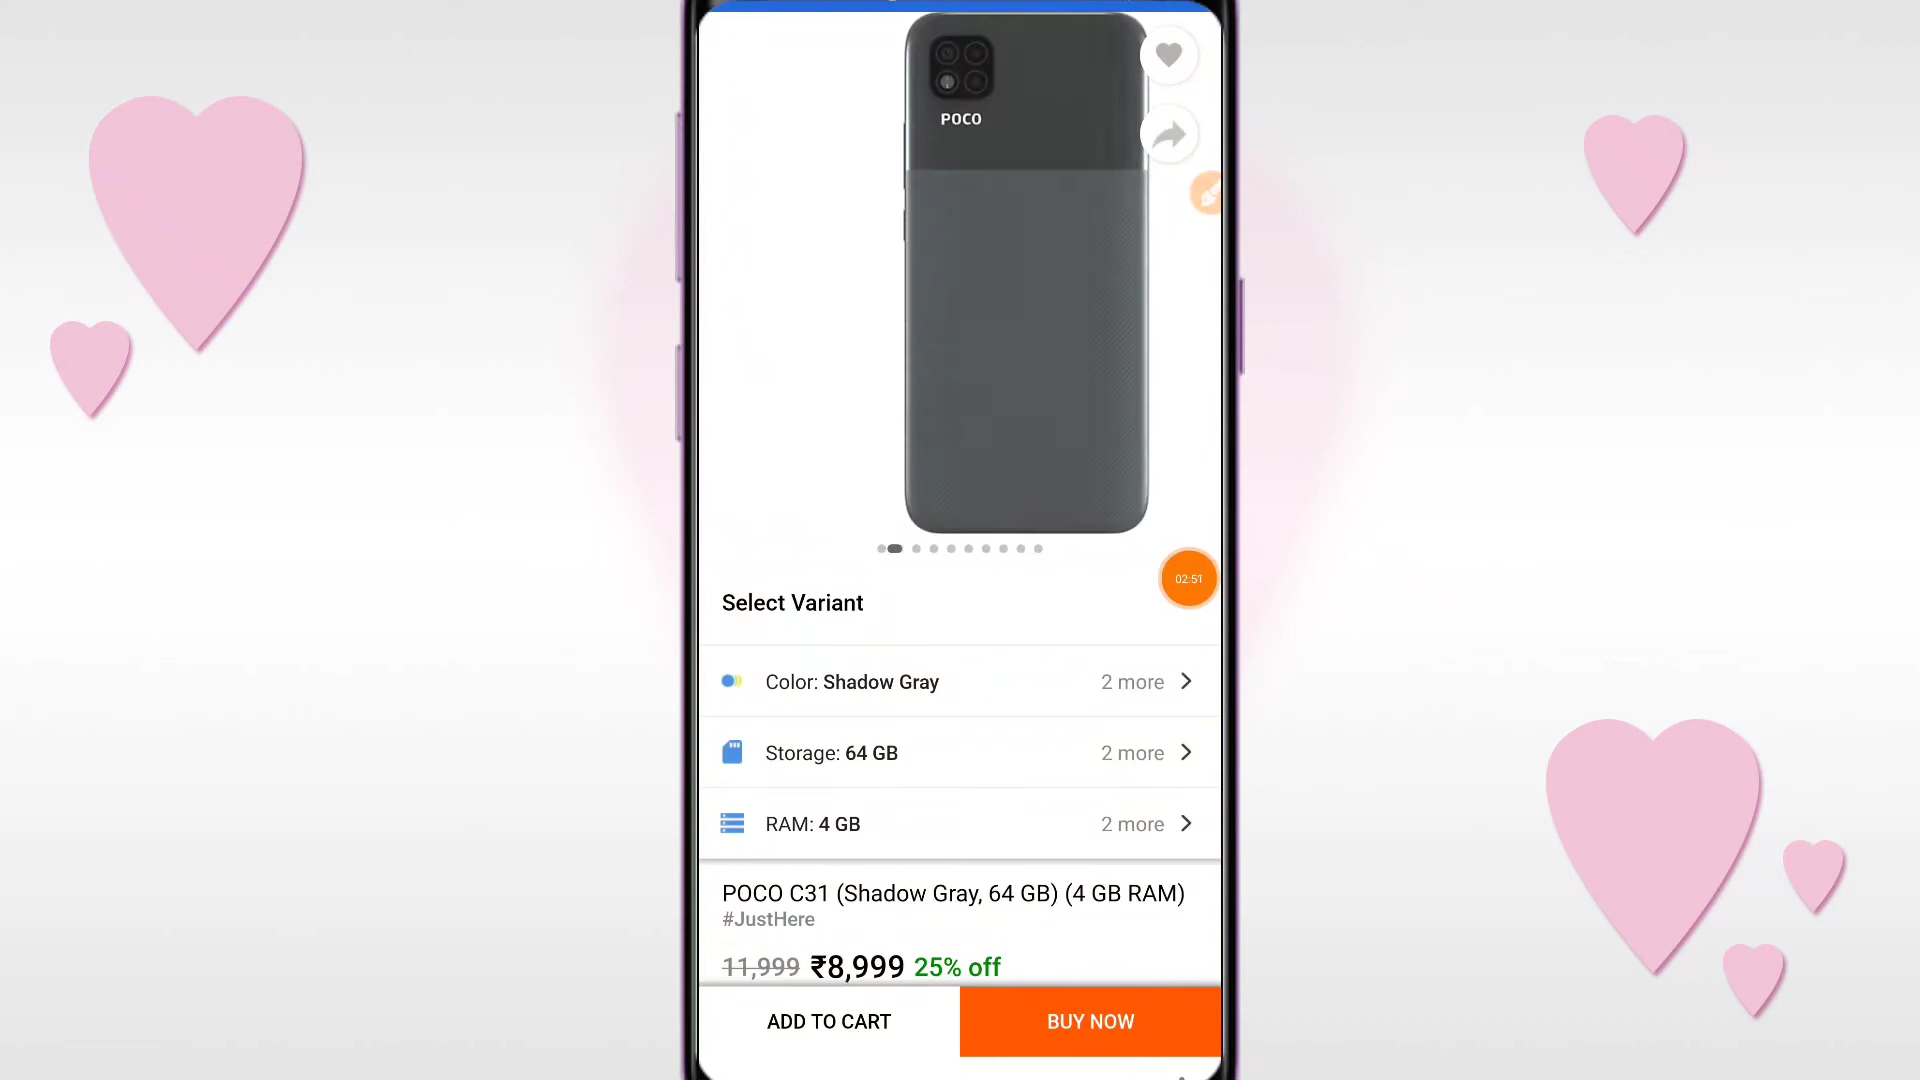 POCO
02:51
Select Variant
Color: Shadow Gray 2 more
Storage: 64 GB 2 more
RAM: 4 GB 2 more
POCO C31 (Shadow Gray, 64 GB) (4 GB RAM)
#JustHere
11,999 ₹8,999 25% off
ADD TO CART BUY NOW